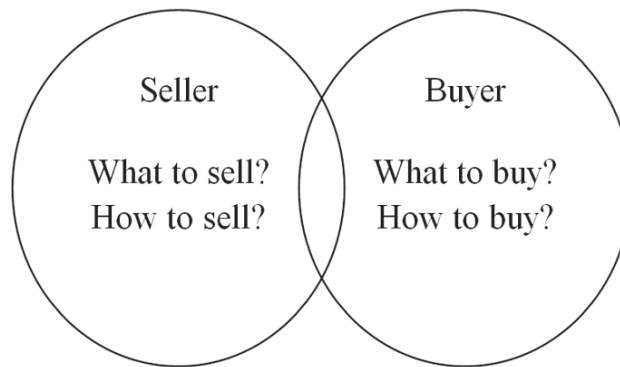 Seller
What to sell?
How to sell?
Buyer
What to buy?
How to buy?